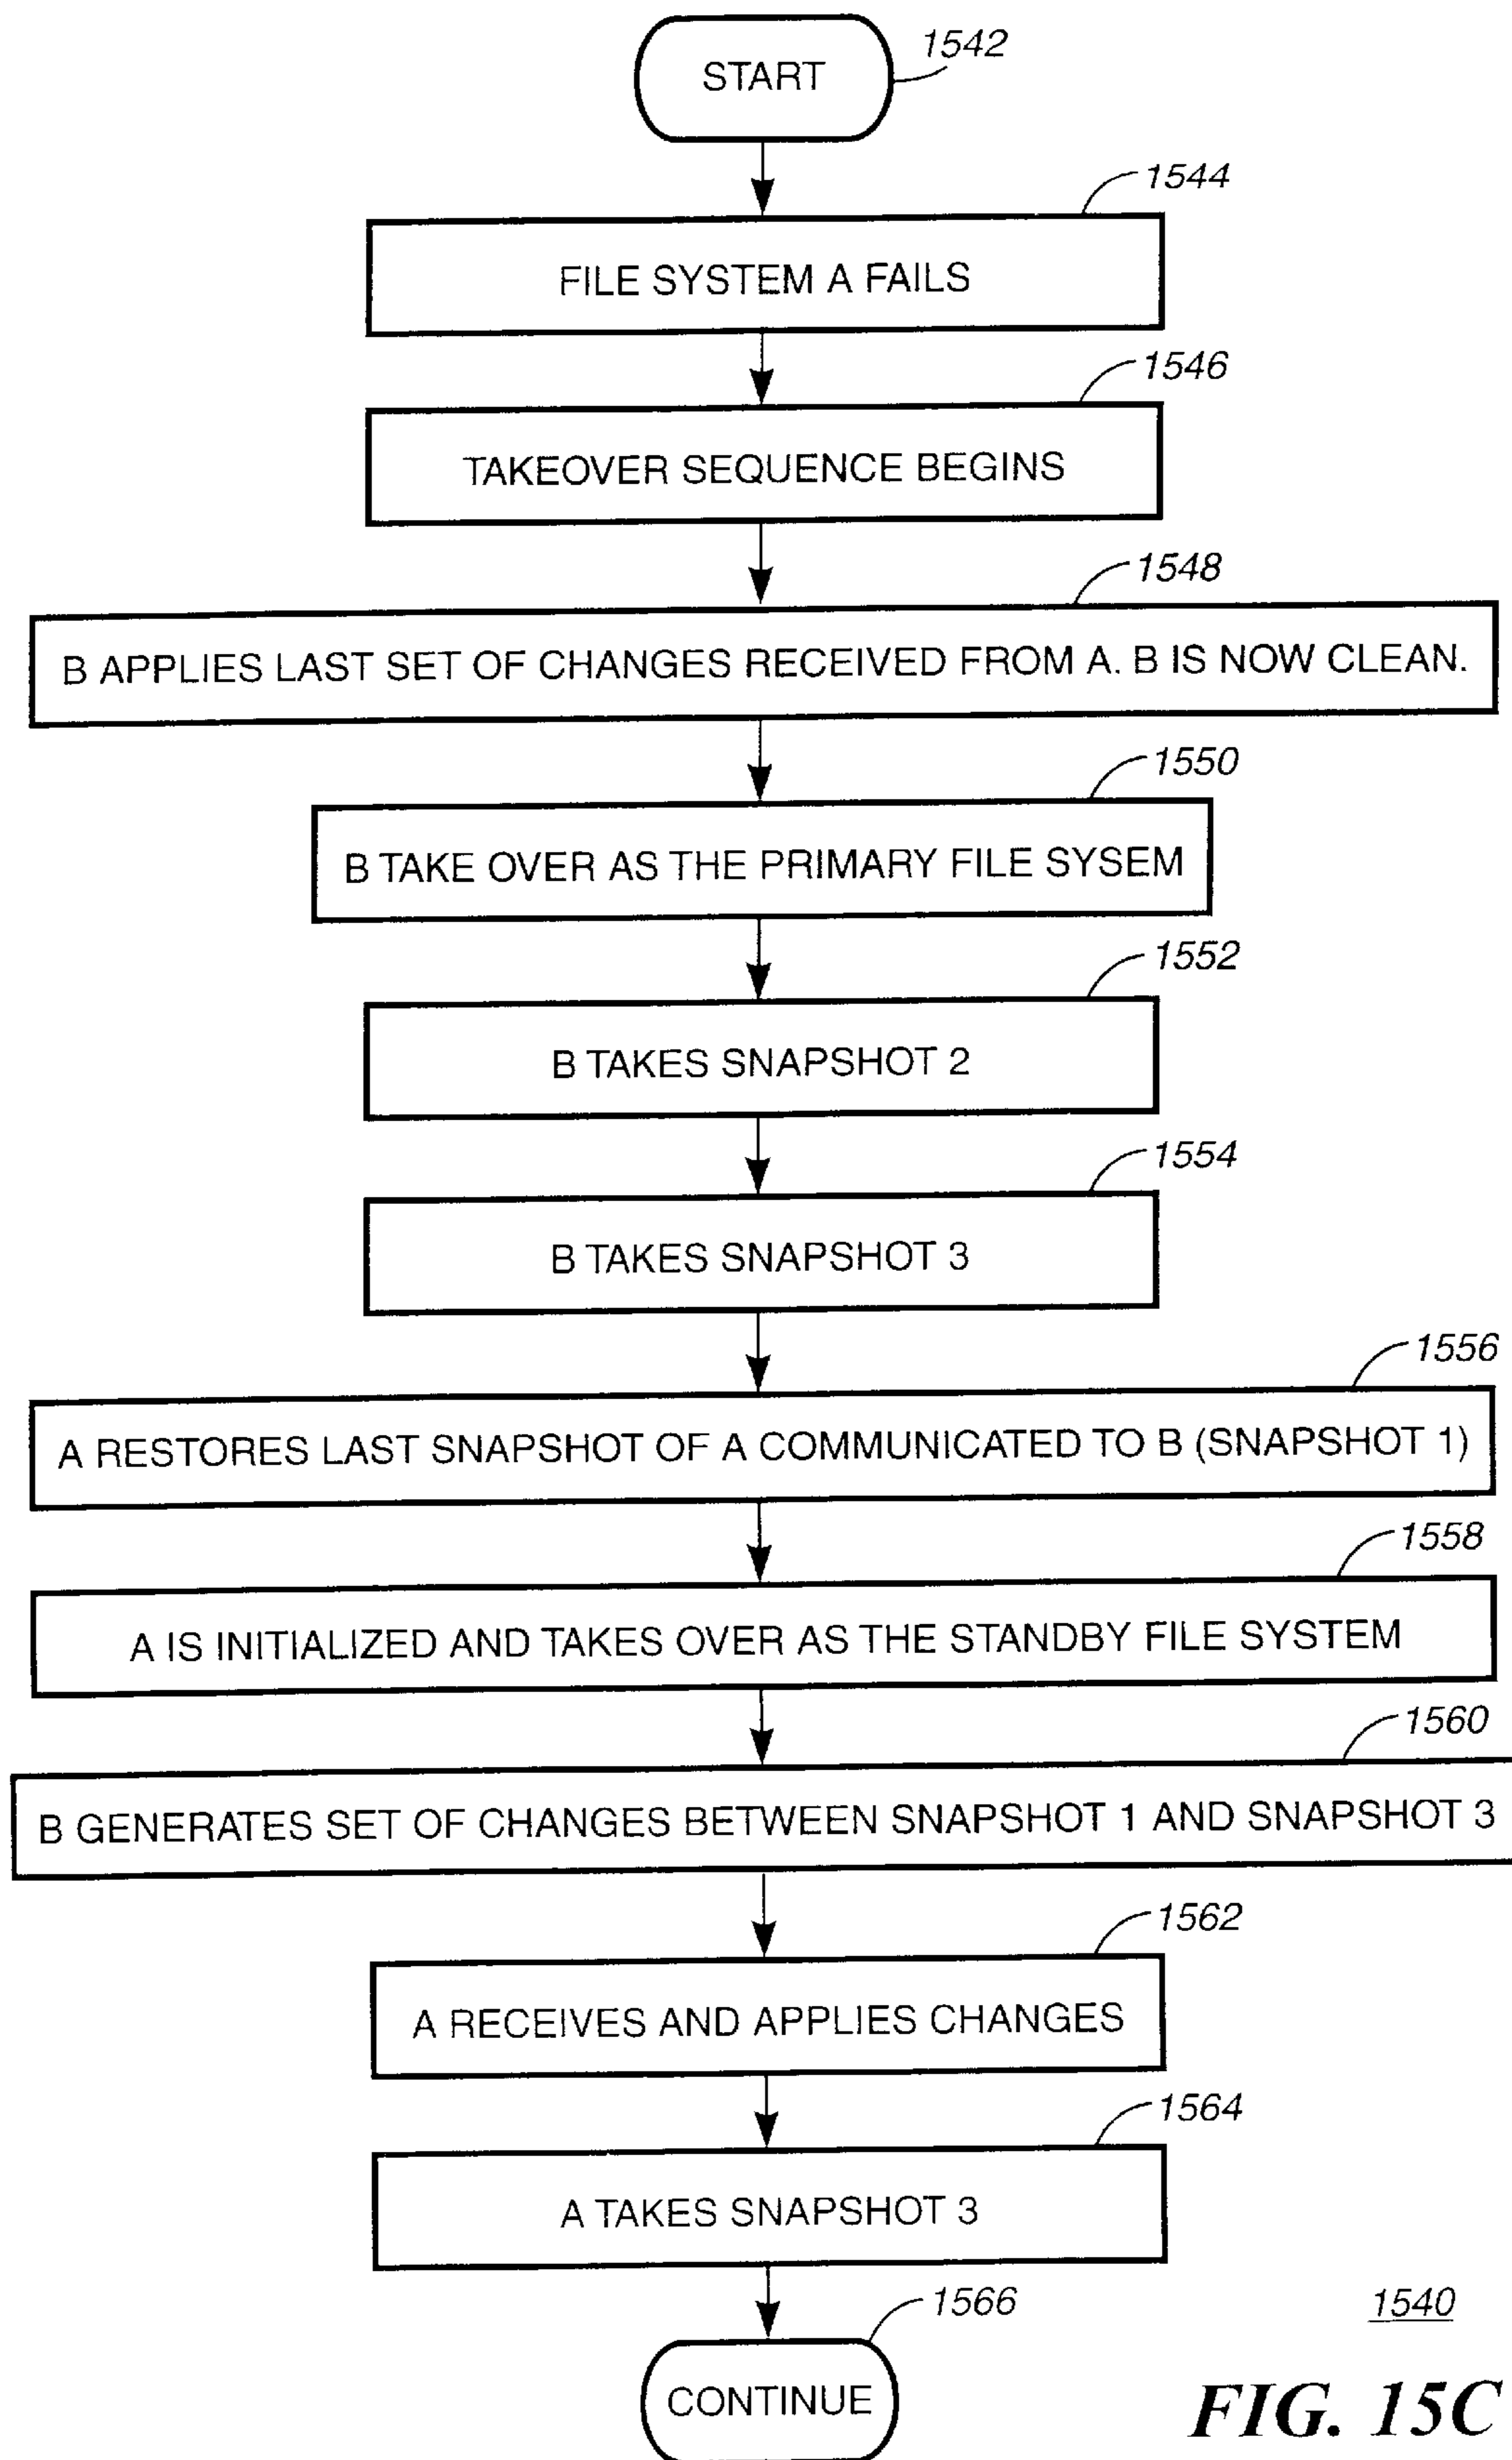 START
1542
1544
FILE SYSTEM A FAILS
1546
TAKEOVER SEQUENCE BEGINS
1548
B APPLIES LAST SET OF CHANGES RECEIVED FROM A. B IS NOW CLEAN.
1550
B TAKE OVER AS THE PRIMARY FILE SYSEM
1552
B TAKES SNAPSHOT 2
1554
B TAKES SNAPSHOT 3
1556
A RESTORES LAST SNAPSHOT OF A COMMUNICATED TO B (SNAPSHOT 1)
1558
A IS INITIALIZED AND TAKES OVER AS THE STANDBY FILE SYSTEM
1560
B GENERATES SET OF CHANGES BETWEEN SNAPSHOT 1 AND SNAPSHOT 3
1562
A RECEIVES AND APPLIES CHANGES
1564
A TAKES SNAPSHOT 3
1566
CONTINUE
1540
FIG. 15C